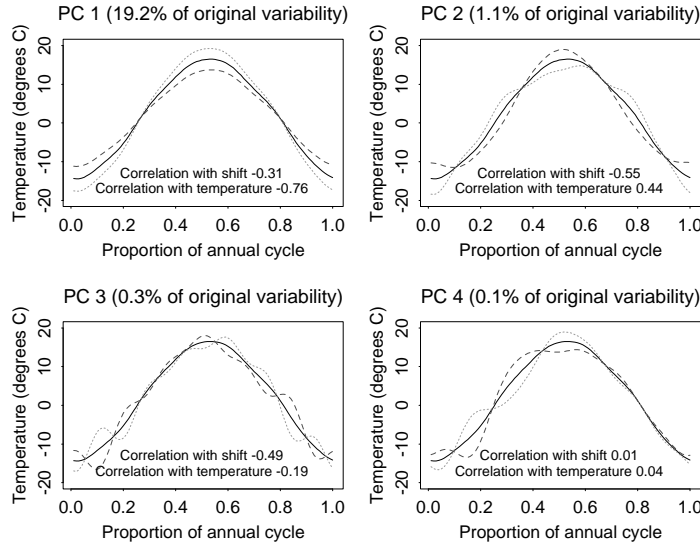 PC 1 (19.2% of original variability)
Temperature (degrees C)
20
10
0
-10
-20
Correlation with shift -0.31
Correlation with temperature -0.76
0.0 0.2 0.4 0.6 0.8 1.0
Proportion of annual cycle
PC 2 (1.1% of original variability)
Temperature (degrees C)
20
10
0
-10
-20
Correlation with shift -0.55
Correlation with temperature 0.44
0.0 0.2 0.4 0.6 0.8 1.0
Proportion of annual cycle
PC 3 (0.3% of original variability)
Temperature (degrees C)
20
10
0
-10
-20
Correlation with shift -0.49
Correlation with temperature -0.19
0.0 0.2 0.4 0.6 0.8 1.0
Proportion of annual cycle
PC 4 (0.1% of original variability)
Temperature (degrees C)
20
10
0
-10
-20
Correlation with shift 0.01
Correlation with temperature 0.04
0.0 0.2 0.4 0.6 0.8 1.0
Proportion of annual cycle